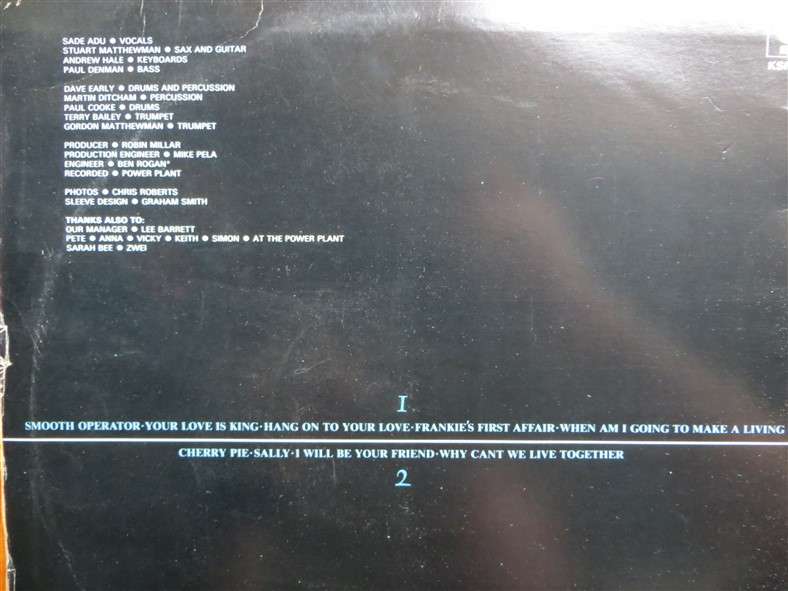 SADE ADU ● VOCALS
STUART MATTHEWMAN ● SAX AND GUITAR
ANDREW HALE ● KEYBOARDS
PAUL DENMAN ● BASS
DAVE EARLY ● DRUMS AND PERCUSSION
MARTIN DITCHAM ● PERCUSSION
PAUL COOKE ● DRUMS
TERRY BAILEY ● TRUMPET
GORDON MATTHEWMAN ● TRUMPET
PRODUCER ● ROBIN MILLAR
PRODUCTION ENGINEER ● MIKE PELA
ENGINEER ● BEN ROGAN*
RECORDED ● POWER PLANT
PHOTOS ● CHRIS ROBERTS
SLEEVE DESIGN ● GRAHAM SMITH
THANKS ALSO TO:
OUR MANAGER ● LEE BARRETT
PETE ● ANNA ● VICKY ● KEITH ● SIMON ● AT THE POWER PLANT
SARAH BEE ● ZWEI
1
SMOOTH OPERATOR·YOUR LOVE IS KING·HANG ON TO YOUR LOVE·FRANKIE'S FIRST AFFAIR·WHEN AM I GOING TO MAKE A LIVING
CHERRY PIE·SALLY·I WILL BE YOUR FRIEND·WHY CANT WE LIVE TOGETHER
2